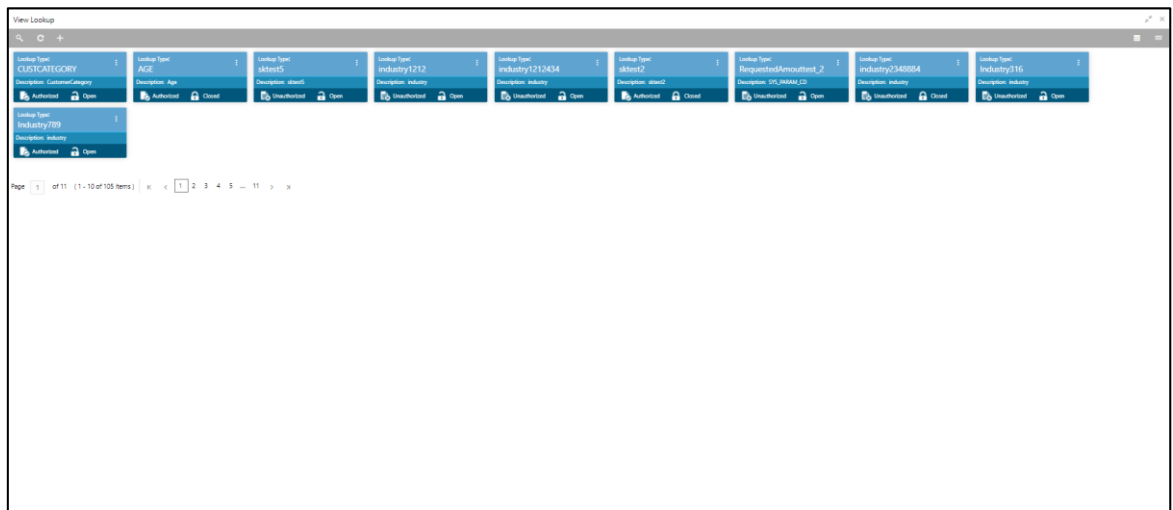 View Lookup
Lookup Type: Lookup Type: Lookup Type: Lookup Type: Lookup Type: Lookup Type: Lookup Type: Lookup Type: Lookup Type:
CUSTCATEGORY AGE sktest5 industry1212 industry1212434 sktest2 RequestedAmouttest_2 industry2348884 Industry316
Description: CustomerCategory Description: Age Description: sktest5 Description: industry Description: industry Description: sktest2 Description: SYS_PARAM_CD Description: industry Description: industry
Authorized Open Authorized Closed Unauthorized Open Unauthorized Open Unauthorized Open Authorized Closed Unauthorized Open Unauthorized Closed Unauthorized Open
Lookup Type:
Industry789
Description: industry
Authorized Open
Page 1 of 11 (1 - 10 of 105 items) K < 1 2 3 4 5 ... 11 > »